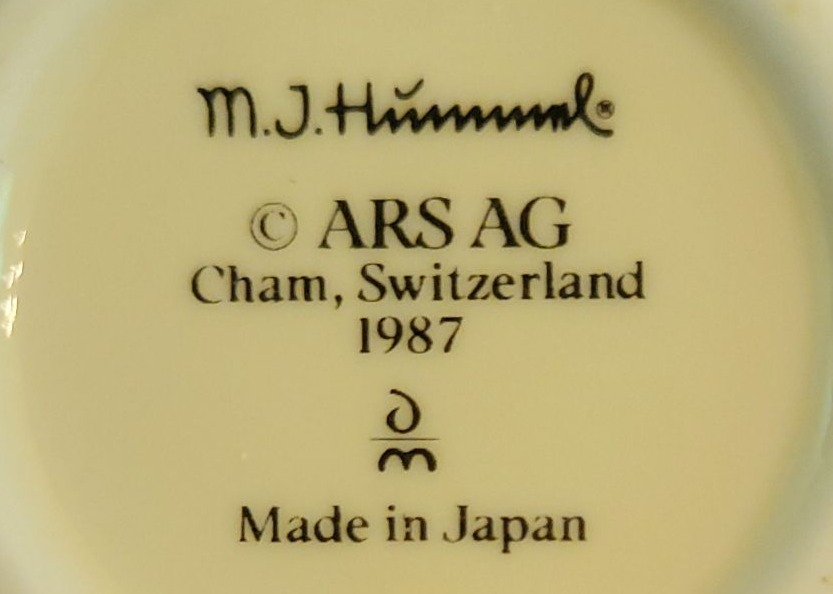 M.J.Hummel®
© ARS AG
Cham, Switzerland
1987
Made in Japan